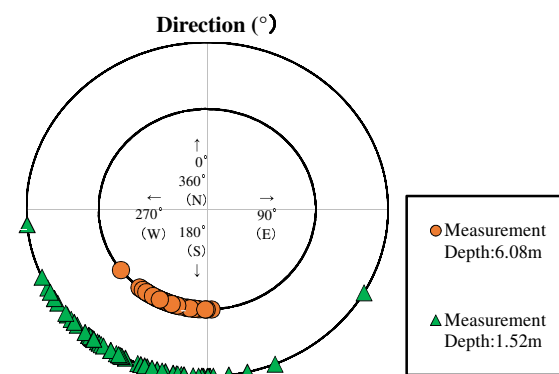 Direction (°)
↑
0°
360°
(N)
← →
270° 90°
(W) (E)
180°
(S)
↓
Measurement
Depth:6.08m
Measurement
Depth:1.52m